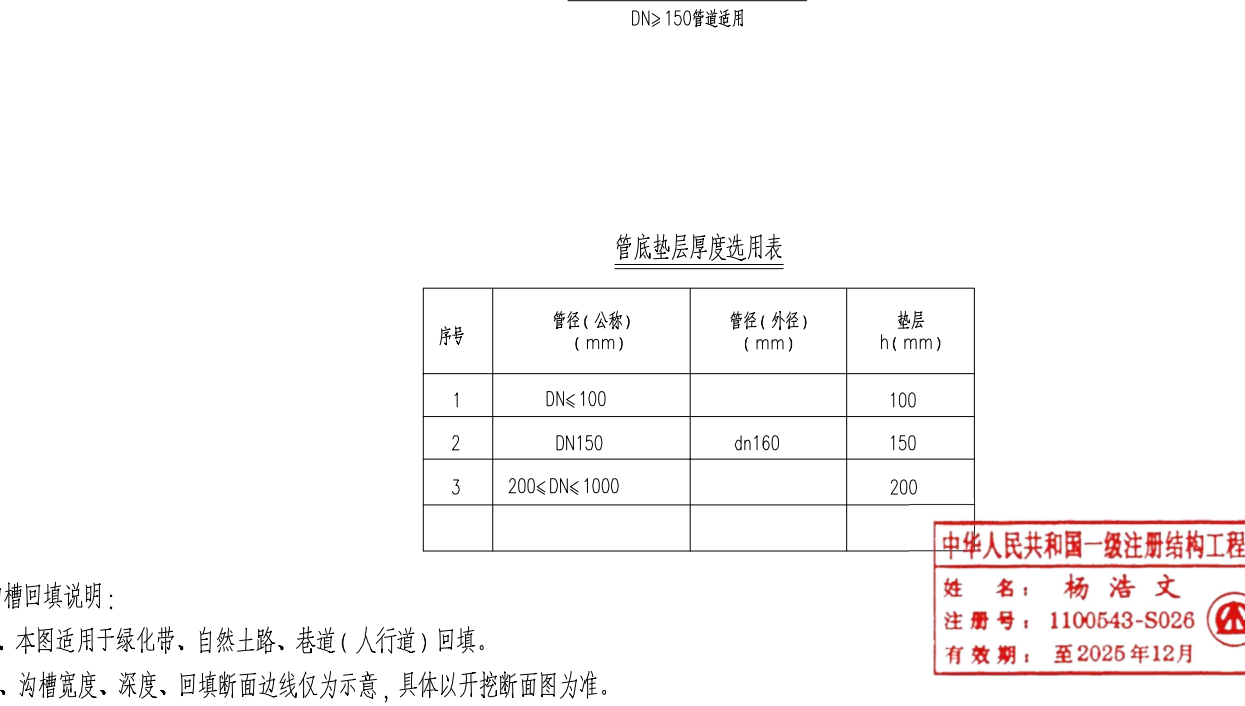 DN≥150管道适用
管底垫层厚度选用表
序号 管径(公称)(mm) 管径(外径)(mm) 垫层h(mm)
1 DN≤100 100
2 DN150 dn160 150
3 200≤DN≤1000 200
中华人民共和国一级注册结构工程
姓 名: 杨浩文
注册号: 1100543-S026
有效期: 至2025年12月
槽回填说明:
、本图适用于绿化带、自然土路、巷道(人行道)回填。
、沟槽宽度、深度、回填断面边线仅为示意,具体以开挖断面图为准。